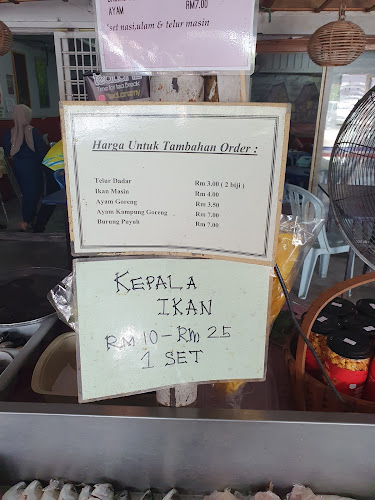 AYAM RM7.00
*set nasi,ulam & telur masin
Harga Untuk Tambahan Order :
Telur Dadar RM 3.00 ( 2 biji )
Ikan Masin RM 4.00
Ayam Goreng RM 3.50
Ayam Kampung Goreng RM 7.00
Burung Puyuh RM 7.00
KEPALA
IKAN
RM 10 - RM 25
1 SET